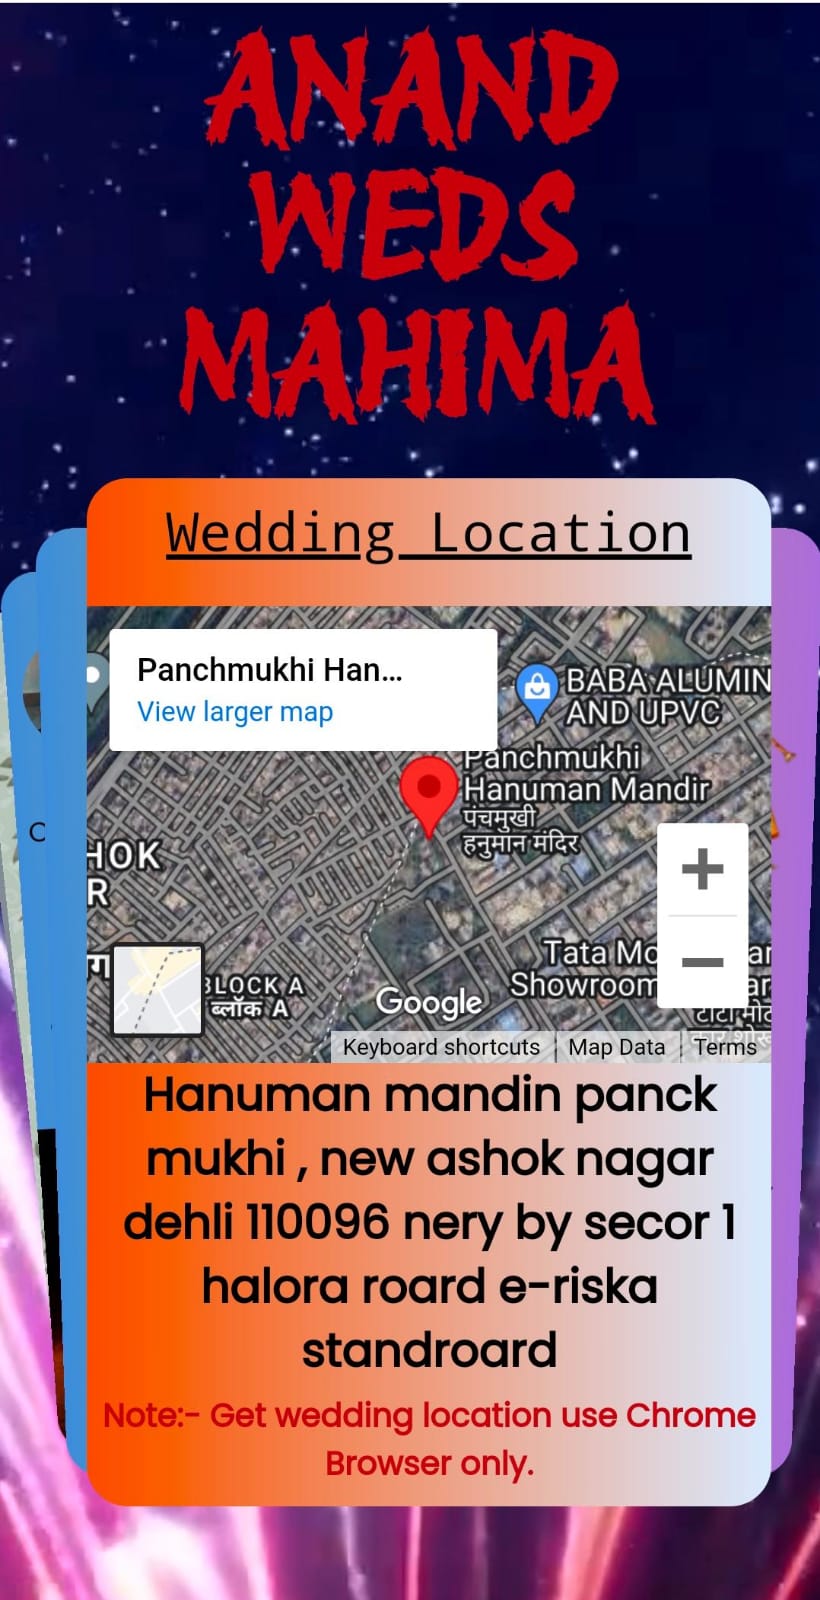 ANAND
WEDS
MAHIMA
Wedding Location
Panchmukhi Han...
View larger map
BABA ALUMIN
AND UPVC
Panchmukhi
Hanuman Mandir
पंचमुखी
हनुमान मंदिर
HOK
R
BLOCK A
ब्लॉक A
Tata Mo
Showroom
Google
Keyboard shortcuts
Map Data
Terms
Hanuman mandin panck
mukhi , new ashok nagar
dehli 110096 nery by secor 1
halora roard e-riska
standroard
Note:- Get wedding location use Chrome
Browser only.